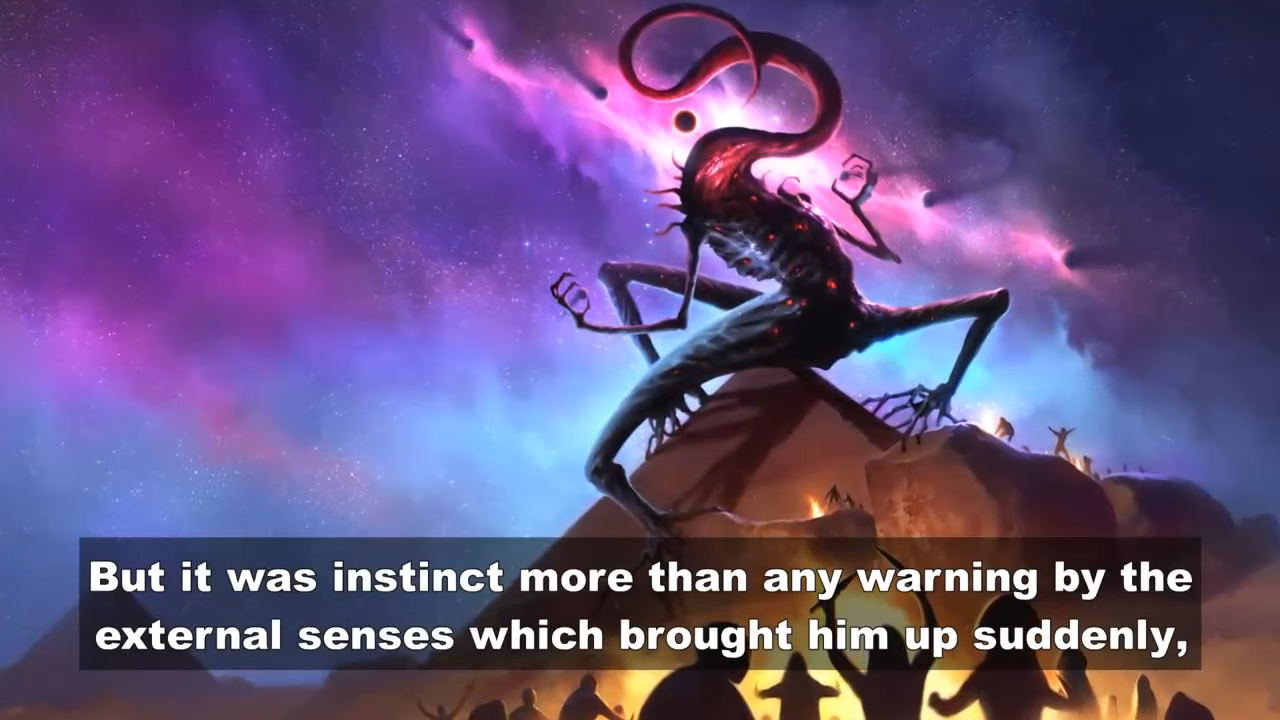 But it was instinct more than any warning by the
external senses which brought him up suddenly,